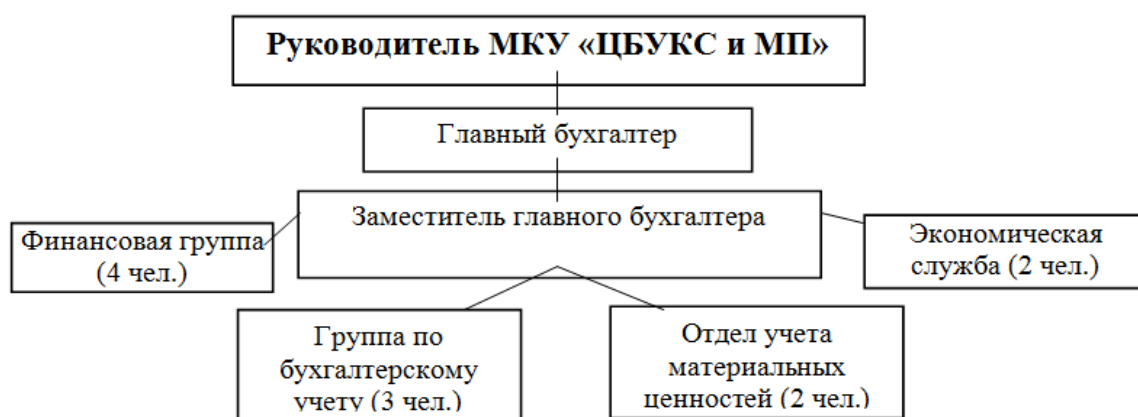 Руководитель МКУ «ЦБУКС и МП»
Главный бухгалтер
Заместитель главного бухгалтера
Финансовая группа
(4 чел.)
Экономическая
служба (2 чел.)
Группа по
бухгалтерскому
учету (3 чел.)
Отдел учета
материальных
ценностей (2 чел.)